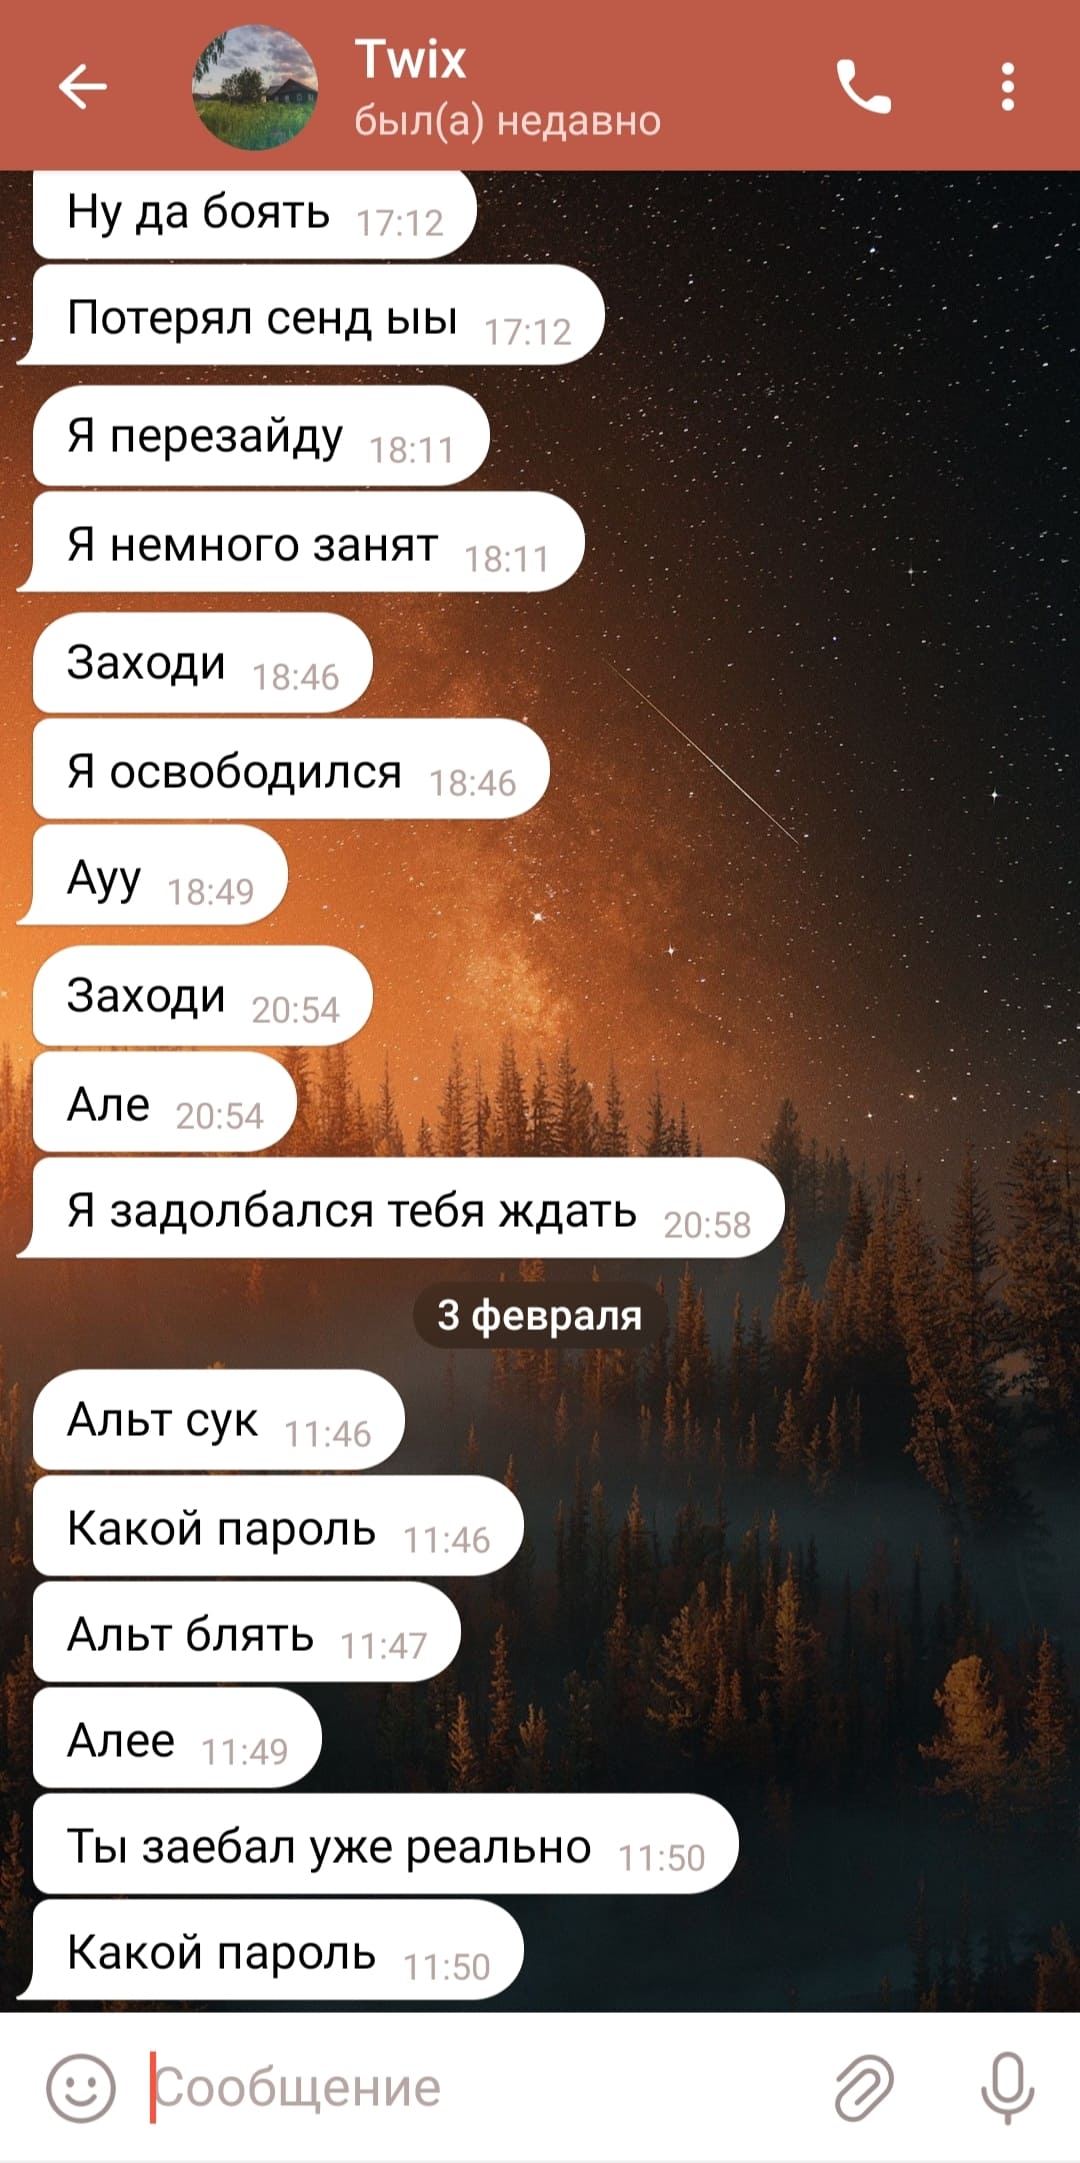 Twix
был(а) недавно
Ну да боять 17:12
Потерял сенд ыы 17:12
Я перезайду 18:11
Я немного занят 18:11
Заходи 18:46
Я освободился 18:46
Ауу 18:49
Заходи 20:54
Але 20:54
Я задолбался тебя ждать 20:58
3 февраля
Альт сук 11:46
Какой пароль 11:46
Альт блять 11:47
Алее 11:49
Ты заебал уже реально 11:50
Какой пароль 11:50
Сообщение